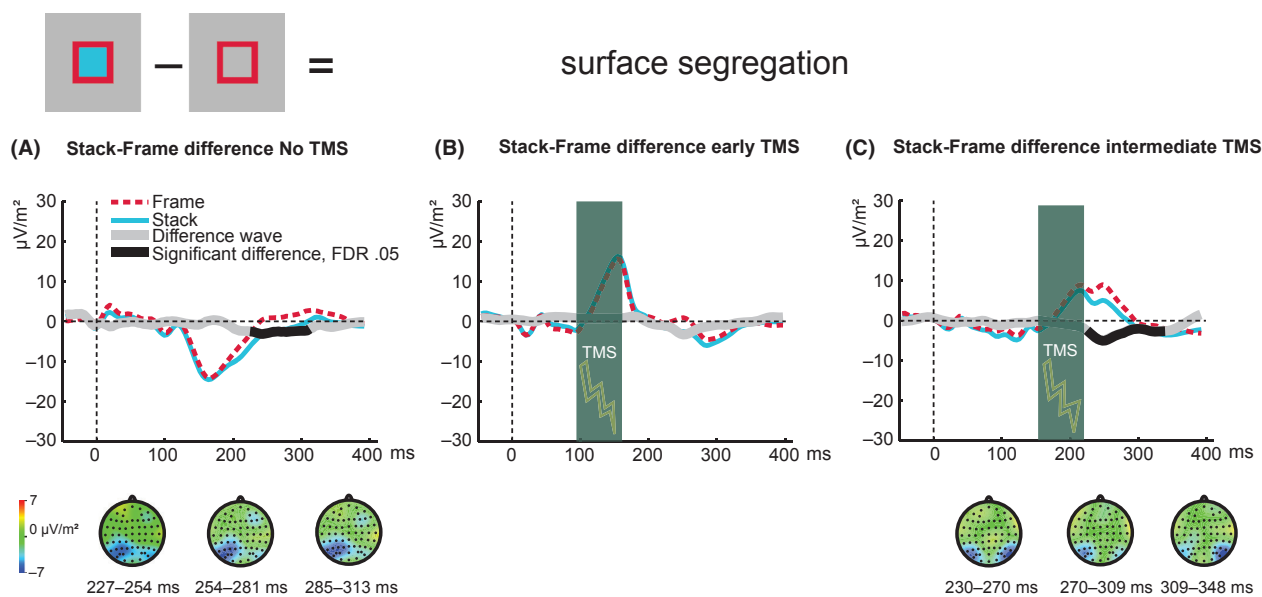 – = surface segregation
(A) Stack-Frame difference No TMS
(B) Stack-Frame difference early TMS
(C) Stack-Frame difference intermediate TMS
µV/m²
30
20
10
0
–10
–20
–30
Frame
Stack
Difference wave
Significant difference, FDR .05
0 100 200 300 400 ms
µV/m²
30
20
10
0
–10
–20
–30
TMS
0 100 200 300 400 ms
µV/m²
30
20
10
0
–10
–20
–30
TMS
0 100 200 300 400 ms
7
0 µV/m²
–7
227–254 ms 254–281 ms 285–313 ms
230–270 ms 270–309 ms 309–348 ms